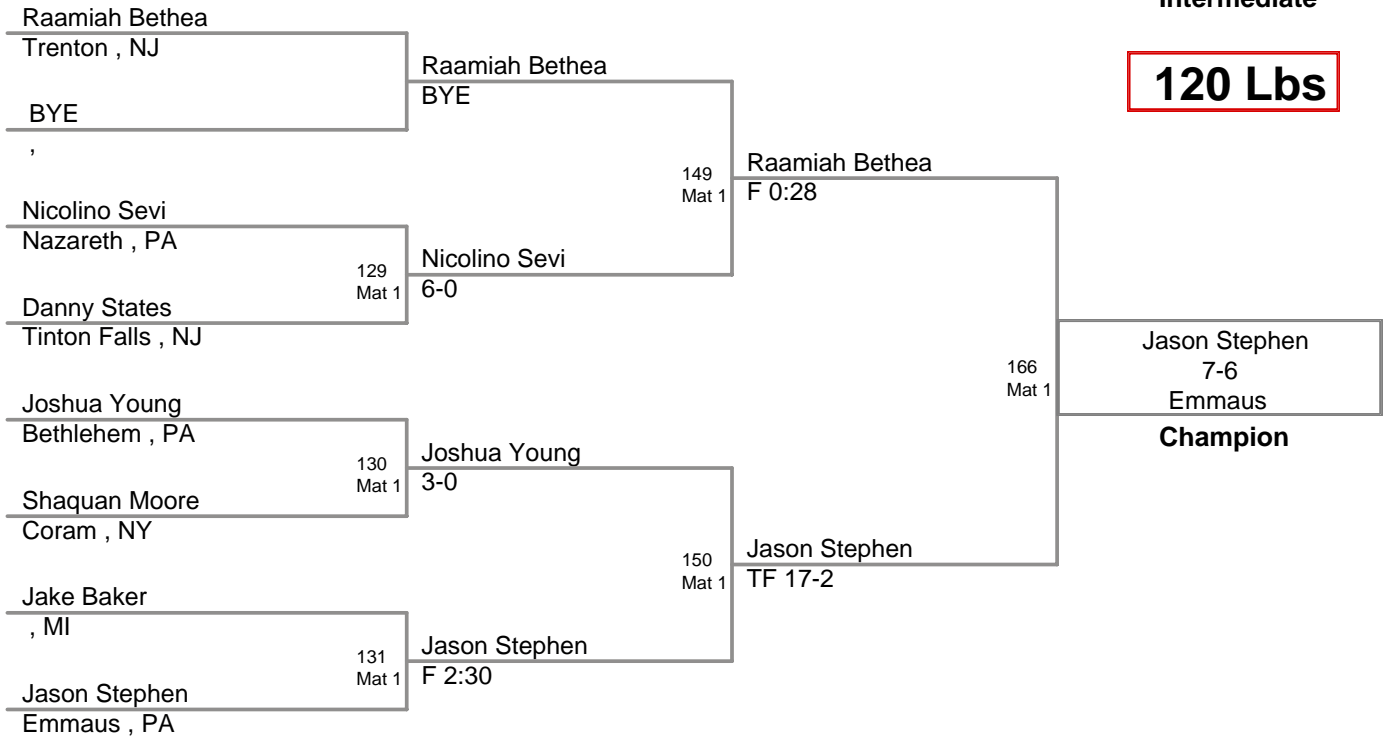 Intermediate
120 Lbs
Raamiah Bethea
Trenton , NJ
BYE
,
Nicolino Sevi
Nazareth , PA
Danny States
Tinton Falls , NJ
Joshua Young
Bethlehem , PA
Shaquan Moore
Coram , NY
Jake Baker
, MI
Jason Stephen
Emmaus , PA
Raamiah Bethea
BYE
129
Mat 1
Nicolino Sevi
6-0
130
Mat 1
Joshua Young
3-0
131
Mat 1
Jason Stephen
F 2:30
149
Mat 1
Raamiah Bethea
F 0:28
150
Mat 1
Jason Stephen
TF 17-2
166
Mat 1
Jason Stephen
7-6
Emmaus
Champion